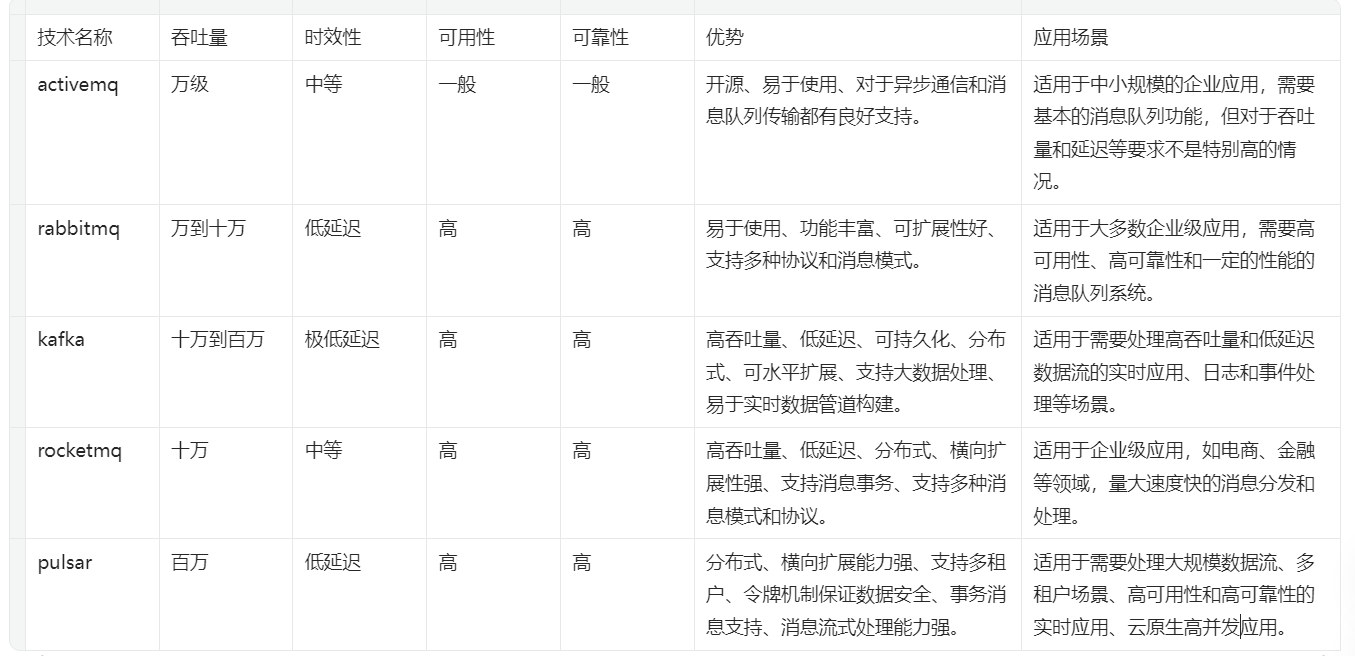 技术名称 吞吐量 时效性 可用性 可靠性 优势 应用场景
activemq 万级 中等 一般 一般 开源、易于使用、对于异步通信和消 适用于中小规模的企业应用，需要
息队列传输都有良好支持。 基本的消息队列功能，但对于吞吐
量和延迟等要求不是特别高的情
况。
rabbitmq 万到十万 低延迟 高 高 易于使用、功能丰富、可扩展性好、 适用于大多数企业级应用，需要高
支持多种协议和消息模式。 可用性、高可靠性和一定的性能的
消息队列系统。
kafka 十万到百万 极低延迟 高 高 高吞吐量、低延迟、可持久化、分布 适用于需要处理高吞吐量和低延迟
式、可水平扩展、支持大数据处理、 数据流的实时应用、日志和事件处
易于实时数据管道构建。 理等场景。
rocketmq 十万 中等 高 高 高吞吐量、低延迟、分布式、横向扩 适用于企业级应用，如电商、金融
展性强、支持消息事务、支持多种消 等领域，量大速度快的消息分发和
息模式和协议。 处理。
pulsar 百万 低延迟 高 高 分布式、横向扩展能力强、支持多租 适用于需要处理大规模数据流、多
户、令牌机制保证数据安全、事务消 租户场景、高可用性和高可靠性的
息支持、消息流式处理能力强。 实时应用、云原生高并发应用。